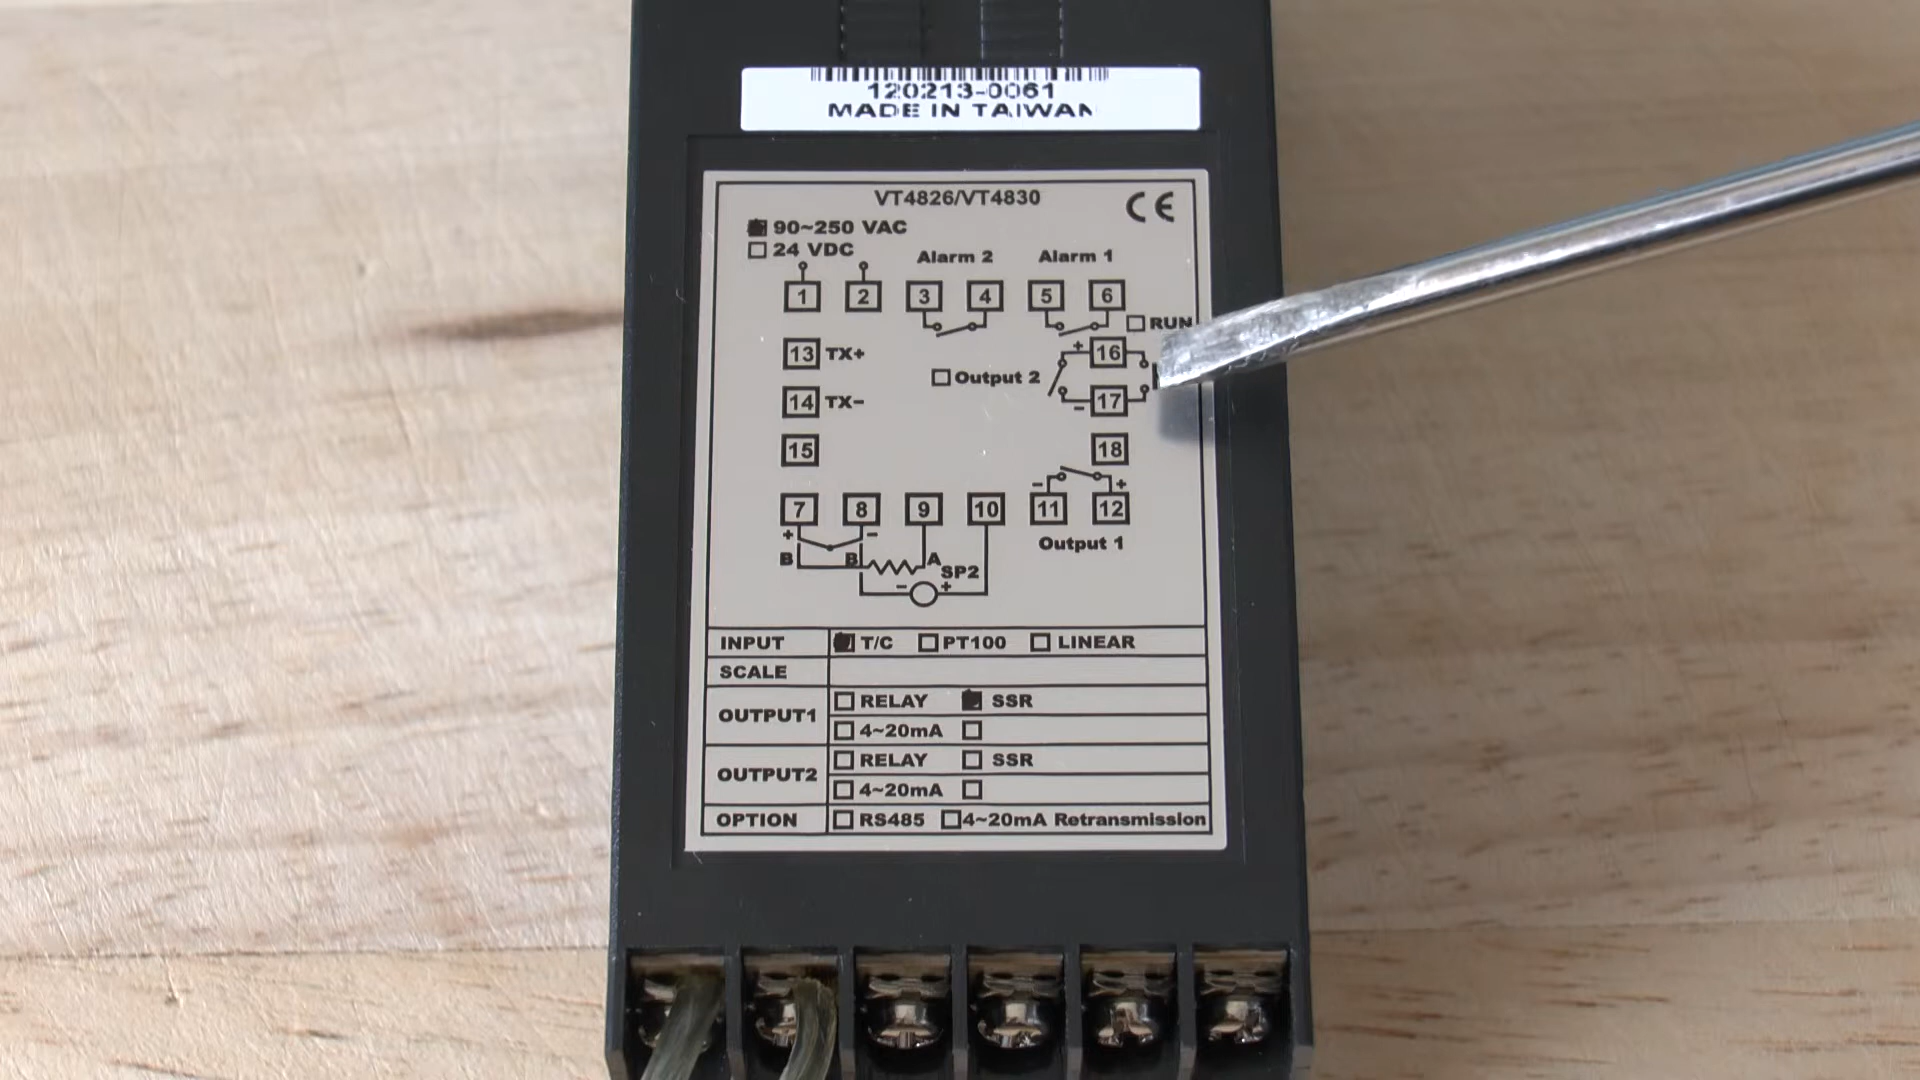 120213-0061
MADE IN TAIWAN
VT4826/VT4830
CE
90~250 VAC
24 VDC
Alarm 2 Alarm 1
1 2 3 4 5 6
RUN
13 TX+ + 16
Output 2
14 TX- - 17
15 18
- +
7 8 9 10 11 12
+ - Output 1
B B A SP2
- +
INPUT T/C PT100 LINEAR
SCALE
OUTPUT1 RELAY SSR
4~20mA
OUTPUT2 RELAY SSR
4~20mA
OPTION RS485 4~20mA Retransmission